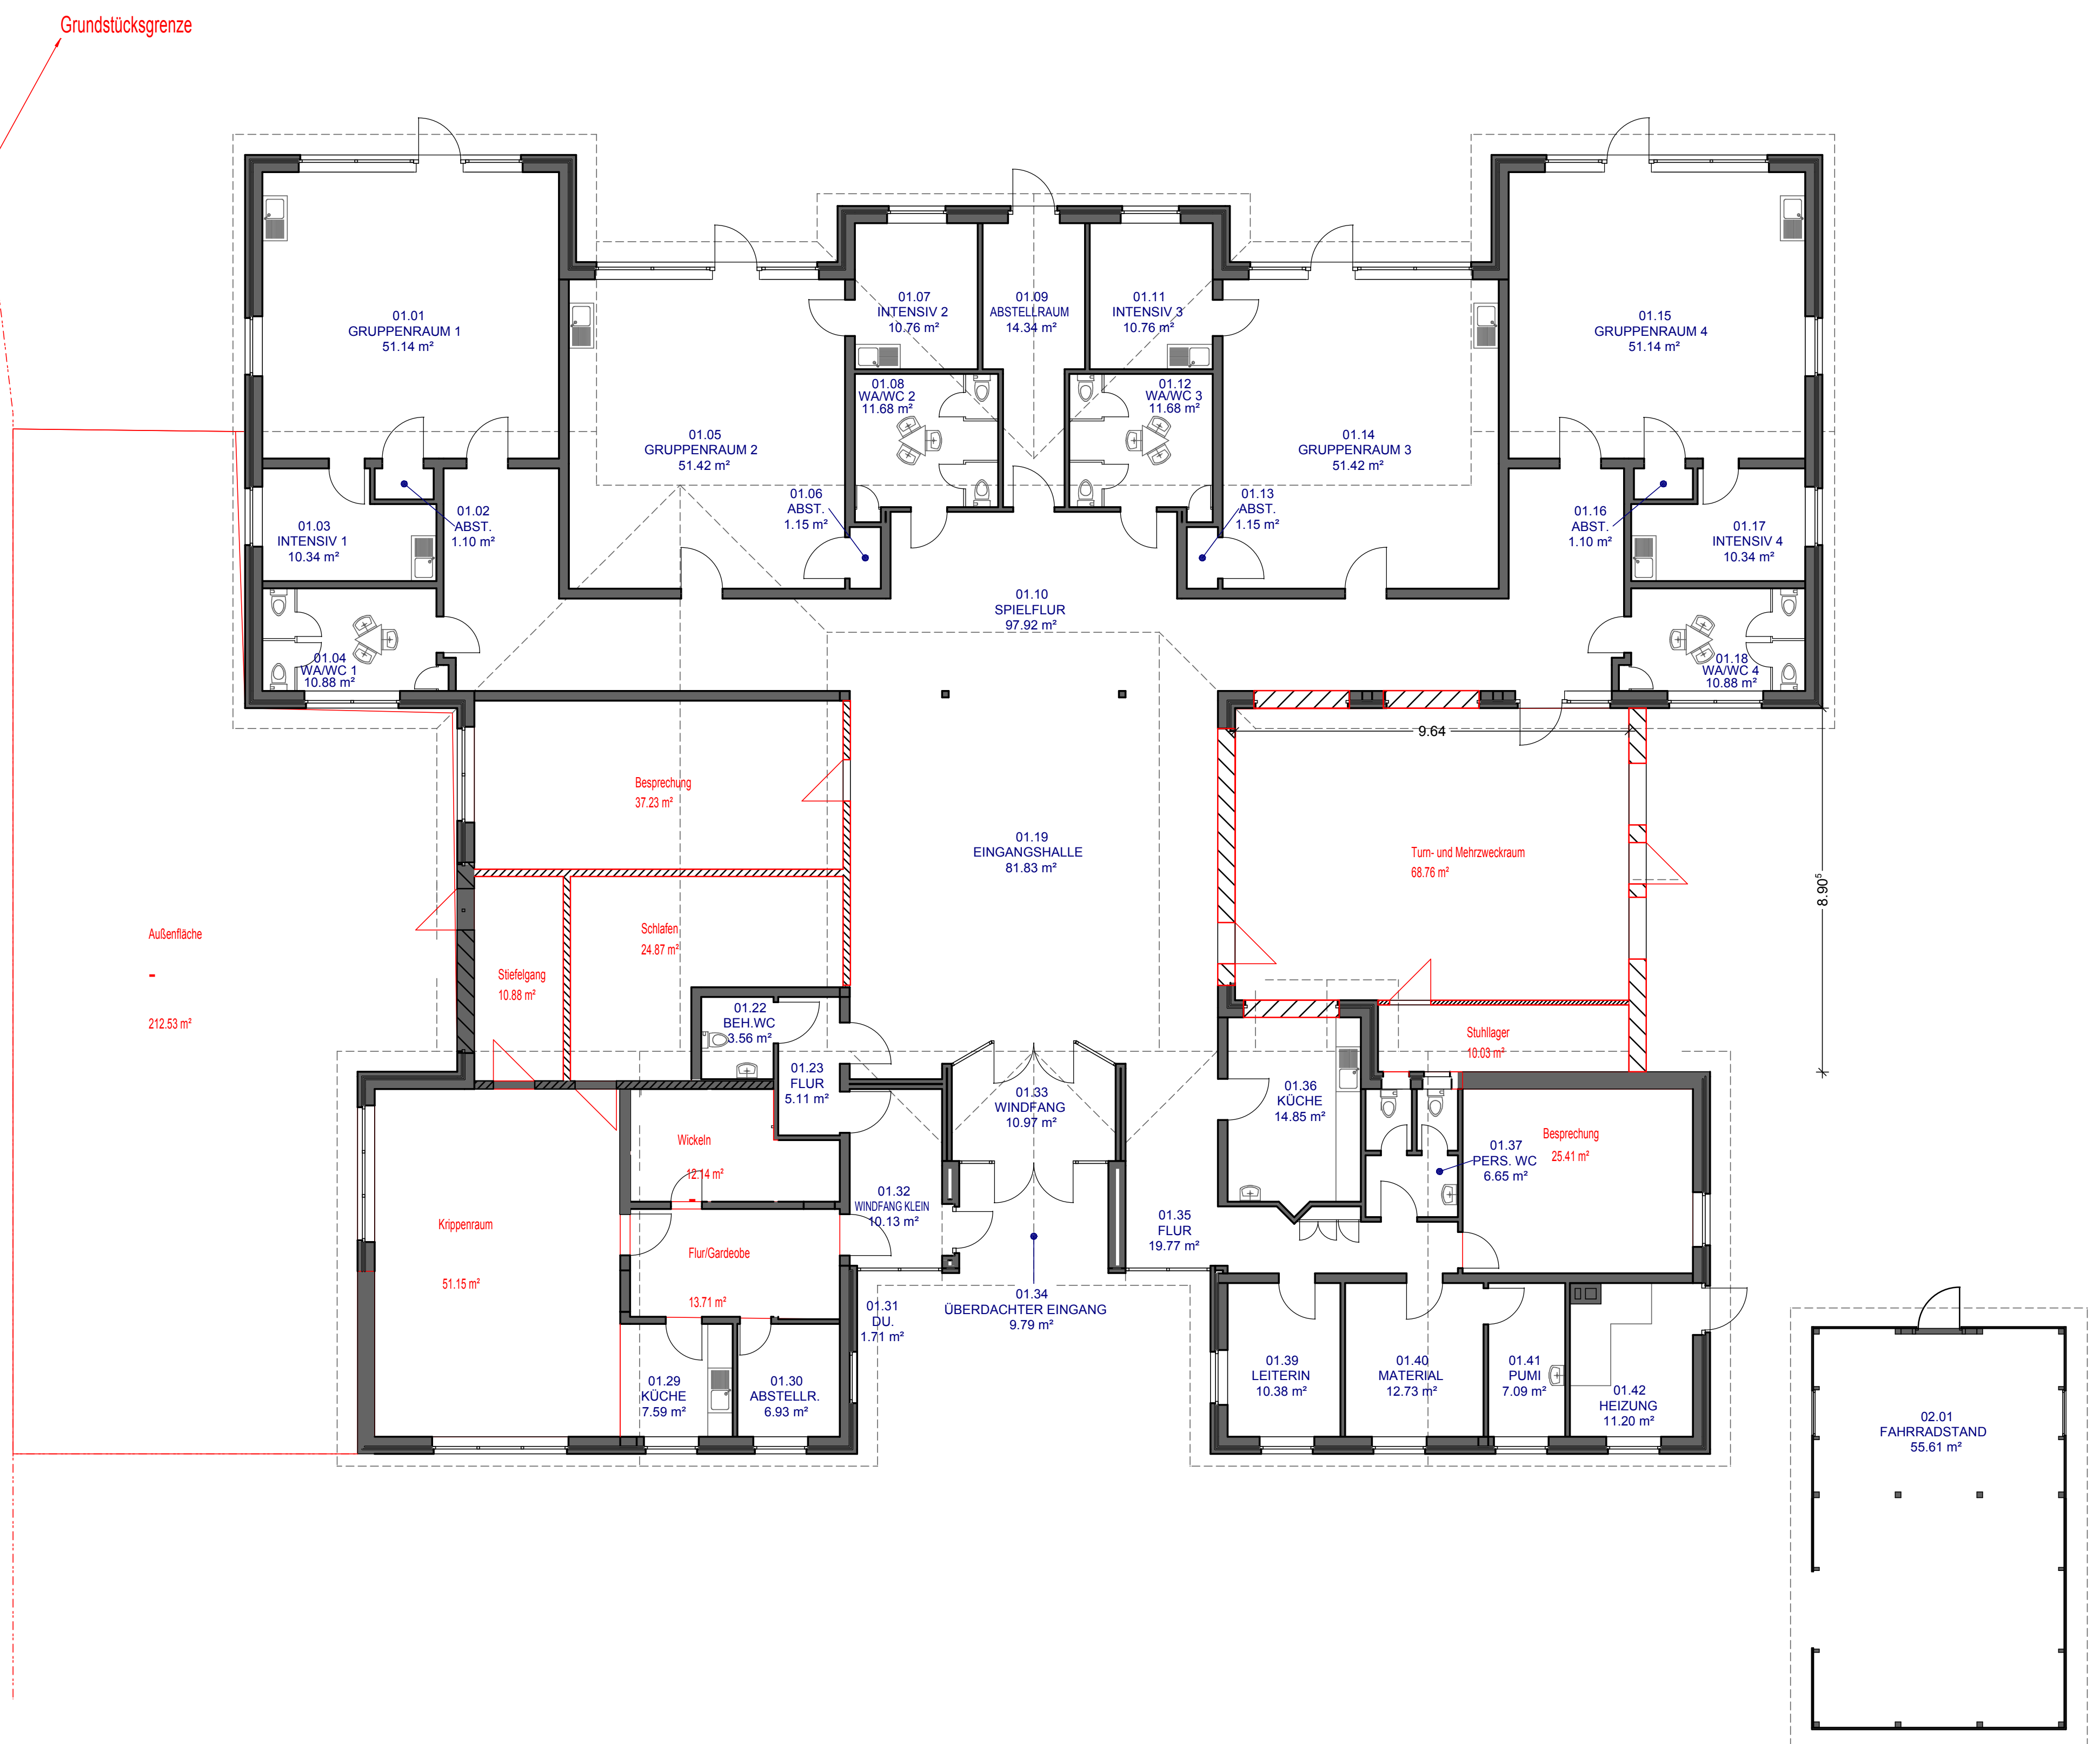 Grundstücksgrenze
01.01
GRUPPENRAUM 1
51.14 m²
01.07
INTENSIV 2
10.76 m²
01.09
ABSTELLRAUM
14.34 m²
01.11
INTENSIV 3
10.76 m²
01.15
GRUPPENRAUM 4
51.14 m²
01.08
WA/WC 2
11.68 m²
01.12
WA/WC 3
11.68 m²
01.05
GRUPPENRAUM 2
51.42 m²
01.14
GRUPPENRAUM 3
51.42 m²
01.06
ABST.
1.15 m²
01.13
ABST.
1.15 m²
01.02
ABST.
1.10 m²
01.03
INTENSIV 1
10.34 m²
01.16
ABST.
1.10 m²
01.17
INTENSIV 4
10.34 m²
01.10
SPIELFLUR
97.92 m²
01.04
WA/WC 1
10.88 m²
01.18
WA/WC 4
10.88 m²
9.64
Besprechung
37.23 m²
01.19
EINGANGSHALLE
81.83 m²
Turn- und Mehrzweckraum
68.76 m²
8.90⁵
Außenfläche
-
212.53 m²
Schlafen
24.87 m²
Stiefelgang
10.88 m²
01.22
BEH.WC
3.56 m²
Stuhllager
10.03 m²
01.23
FLUR
5.11 m²
01.33
WINDFANG
10.97 m²
01.36
KÜCHE
14.85 m²
Wickeln
12.14 m²
-
01.37
PERS. WC
6.65 m²
Besprechung
25.41 m²
01.32
WINDFANG KLEIN
10.13 m²
01.35
FLUR
19.77 m²
Krippenraum
51.15 m²
Flur/Gardeobe
13.71 m²
01.31
DU.
1.71 m²
01.34
ÜBERDACHTER EINGANG
9.79 m²
01.29
KÜCHE
7.59 m²
01.30
ABSTELLR.
6.93 m²
01.39
LEITERIN
10.38 m²
01.40
MATERIAL
12.73 m²
01.41
PUMI
7.09 m²
01.42
HEIZUNG
11.20 m²
02.01
FAHRRADSTAND
55.61 m²